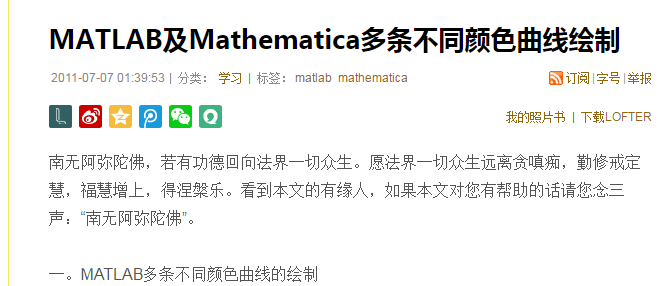 MATLAB及Mathematica多条不同颜色曲线绘制
2011-07-07 01:39:53 | 分类： 学习 | 标签：matlab mathematica 订阅 | 字号 | 举报
我的照片书 | 下载LOFTER
南无阿弥陀佛，若有功德回向法界一切众生。愿法界一切众生远离贪嗔痴，勤修戒定
慧，福慧增上，得涅槃乐。看到本文的有缘人，如果本文对您有帮助的话请您念三
声：“南无阿弥陀佛”。
一。MATLAB多条不同颜色曲线的绘制